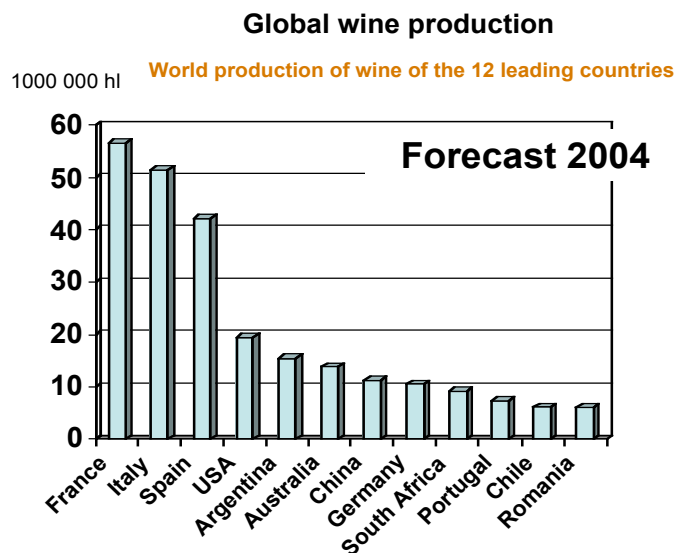 Global wine production
World production of wine of the 12 leading countries
1000 000 hl
Forecast 2004
60
50
40
30
20
10
0
France
Italy
Spain
USA
Argentina
Australia
China
Germany
South Africa
Portugal
Chile
Romania